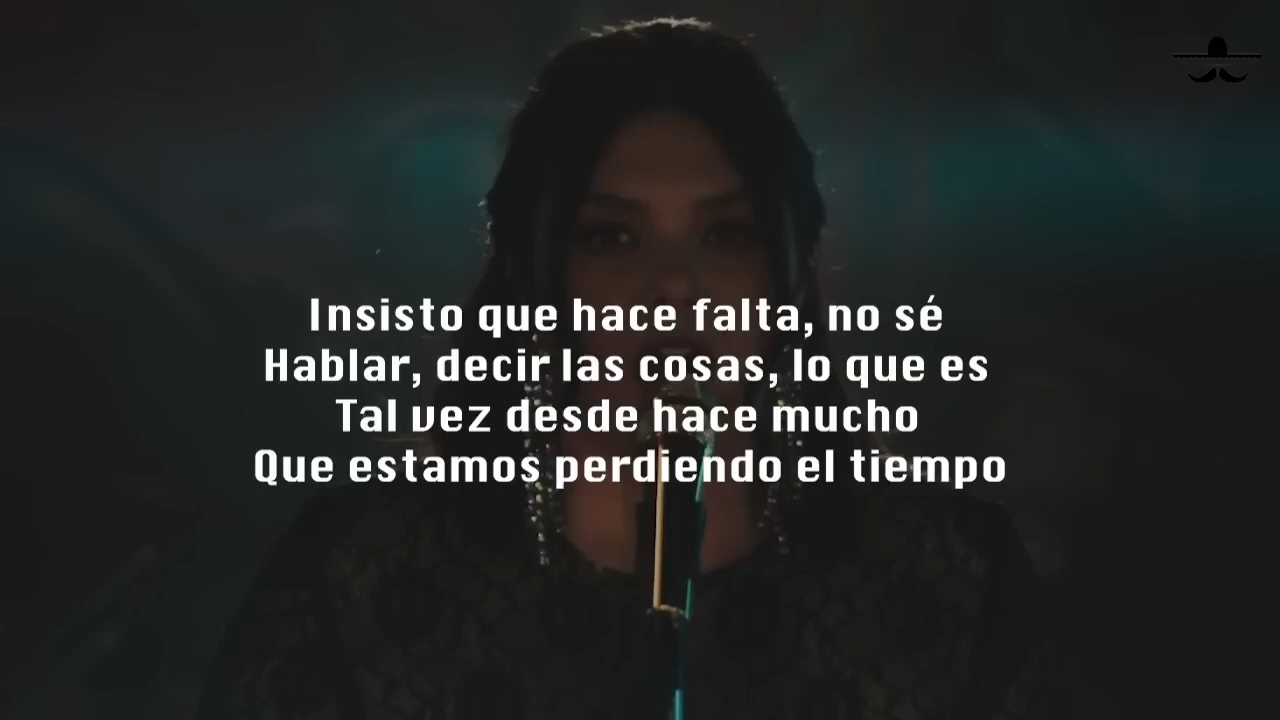 Insisto que hace falta, no sé
Hablar, decir las cosas, lo que es
Tal vez desde hace mucho
Que estamos perdiendo el tiempo